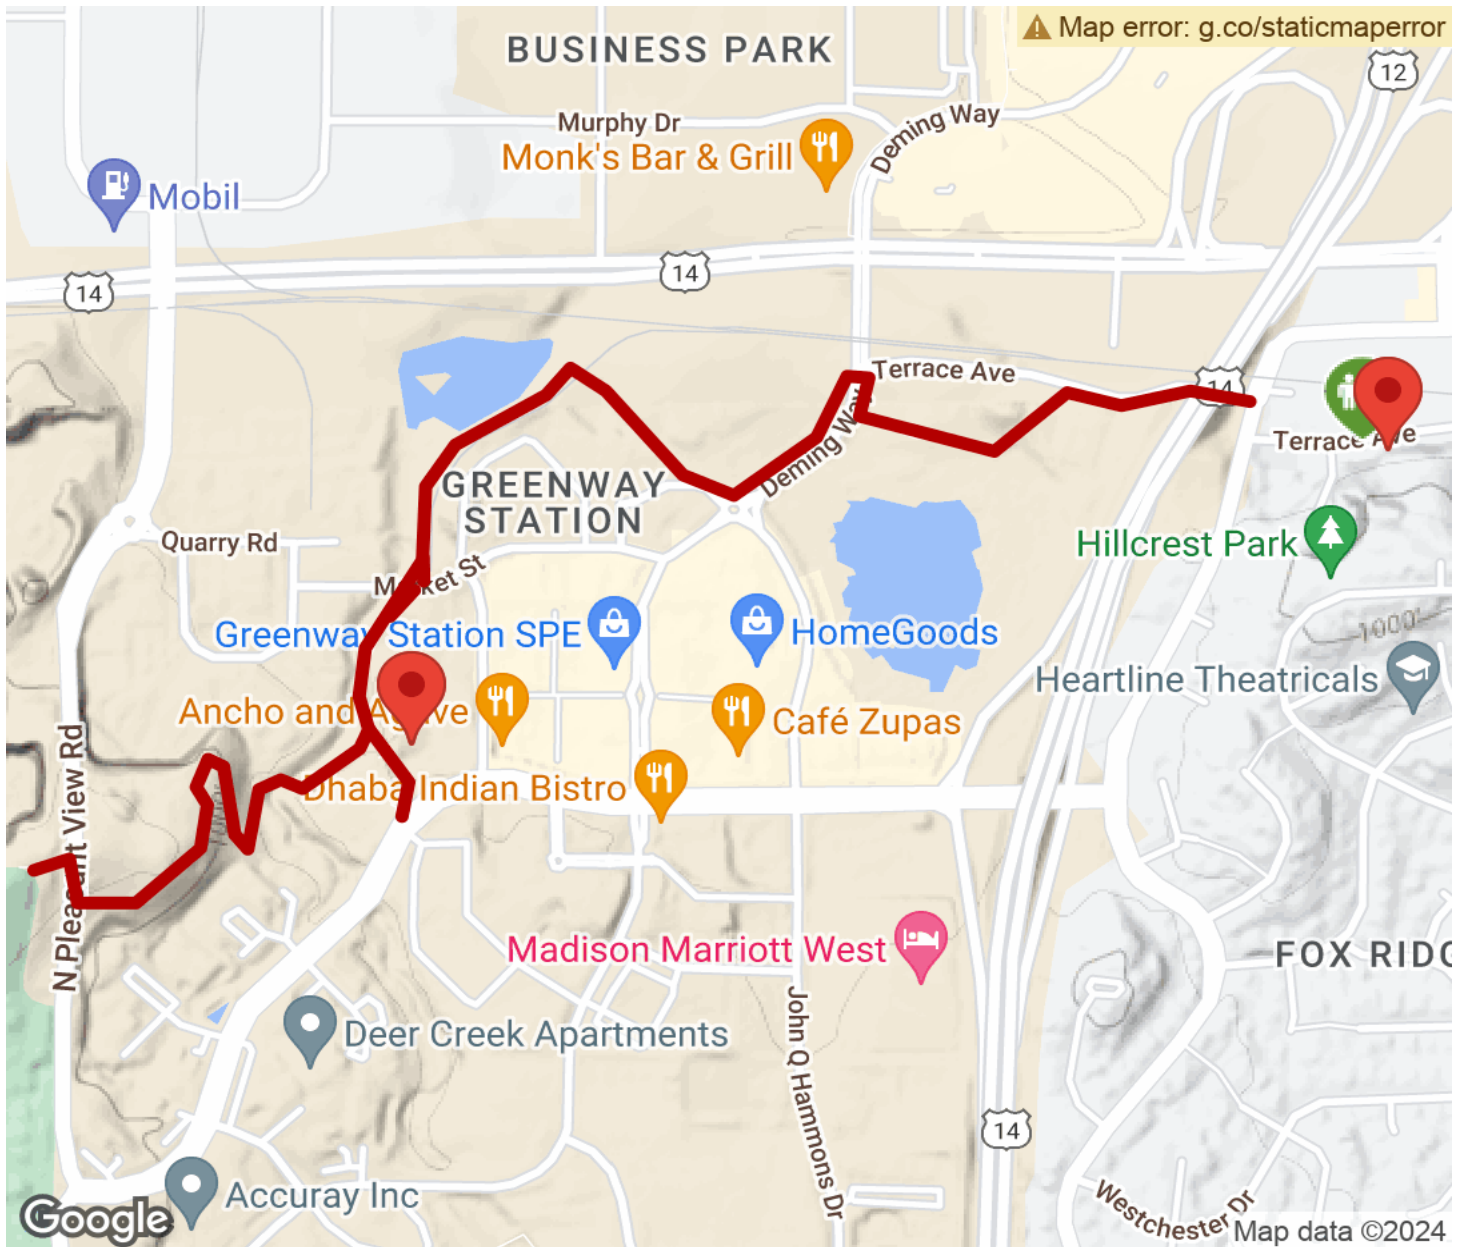 Map error: g.co/staticmaperror
BUSINESS PARK
12
Murphy Dr
Deming Way
Monk's Bar & Grill
Mobil
14
14
Terrace Ave
14
Terrace Ave
Deming Way
GREENWAY
STATION
Quarry Rd
Hillcrest Park
Market St
1000'
Greenway Station SPE
HomeGoods
Heartline Theatricals
Ancho and Agave
Café Zupas
N Pleasant View Rd
Dhaba Indian Bistro
Madison Marriott West
FOX RIDG
John Q Hammons Dr
Deer Creek Apartments
14
Accuray Inc
Westchester Dr
Google
Map data ©2024